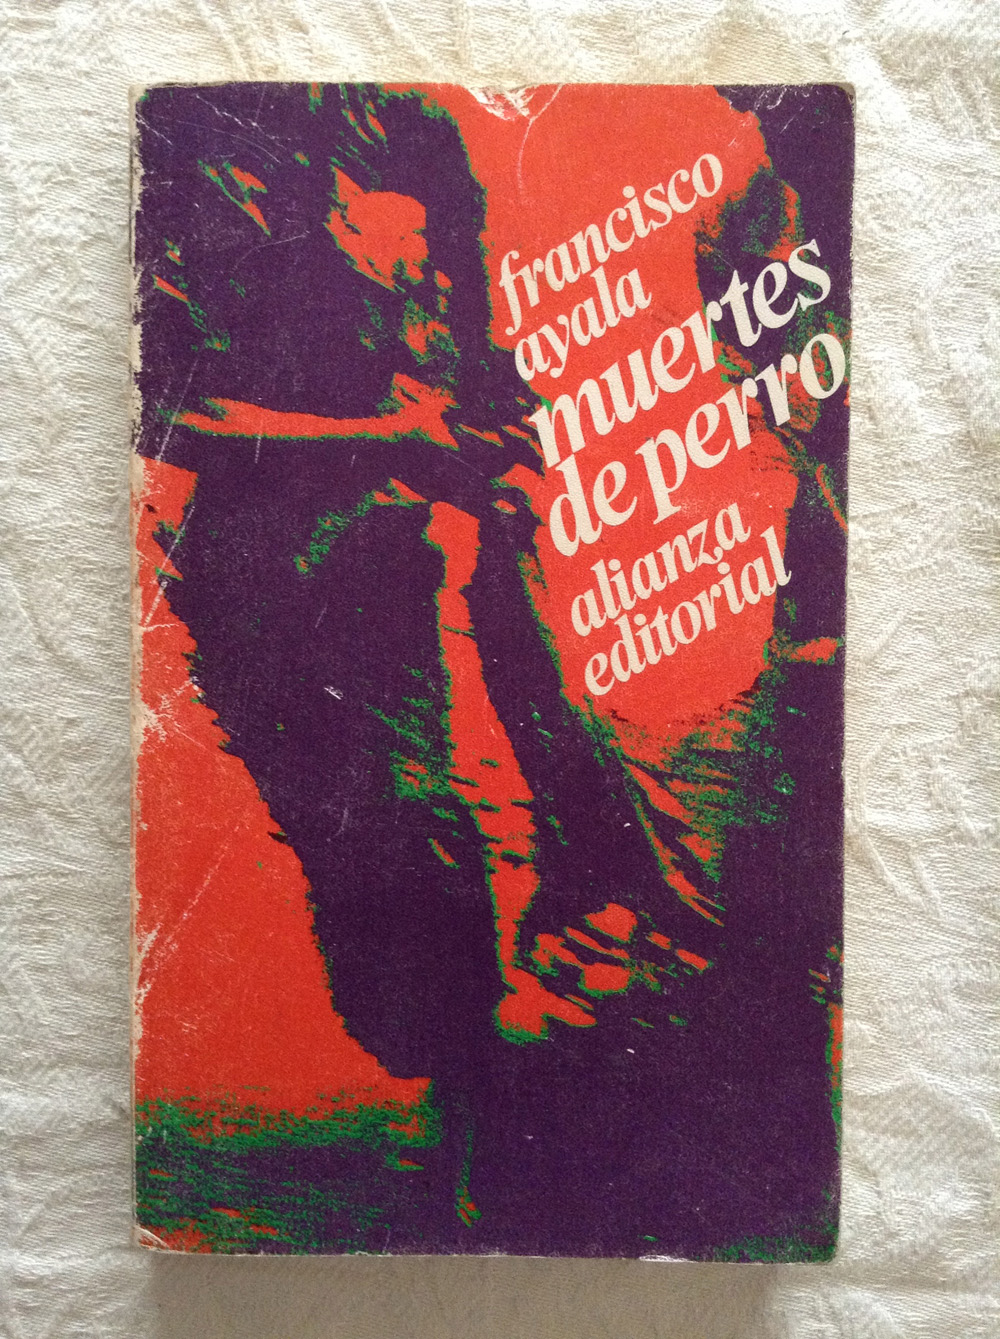 francisco
ayala
muertes
de perro
alianza
editorial